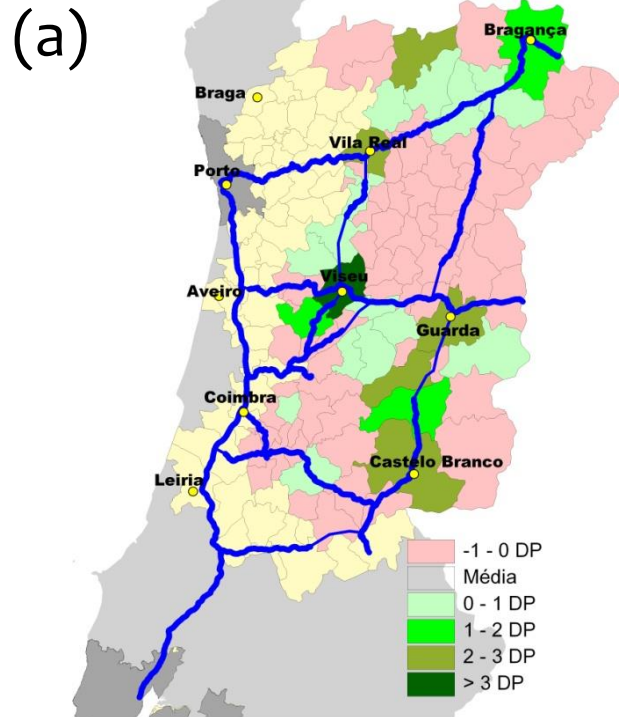 (a)
Bragança
Braga
Vila Real
Porto
Aveiro
Viseu
Guarda
Coimbra
Castelo Branco
Leiria
-1 - 0 DP
Média
0 - 1 DP
1 - 2 DP
2 - 3 DP
> 3 DP